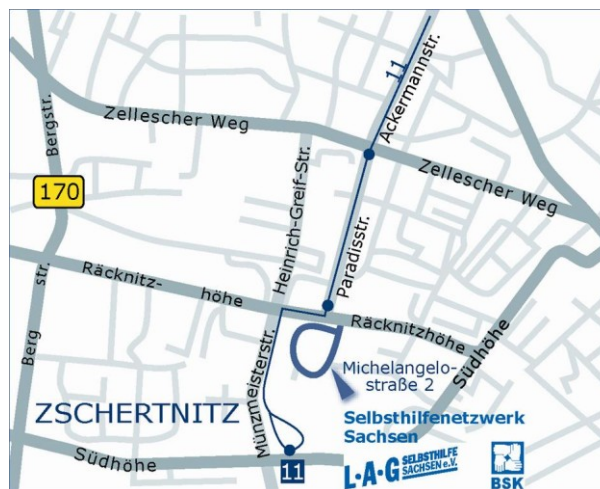 11
Ackermannstr.
Bergstr.
Zellescher Weg
Zellescher Weg
170
Heinrich-Greif-Str.
Paradisstr.
Räcknitz-
höhe
Räcknitzhöhe
Berg
str.
Münzmeisterstr.
Südhöhe
Michelangelo-
straße 2
ZSCHERTNITZ
Selbsthilfenetzwerk
Sachsen
Südhöhe
11
L·A·G SELBSTHILFE
SACHSEN e.V.
BSK